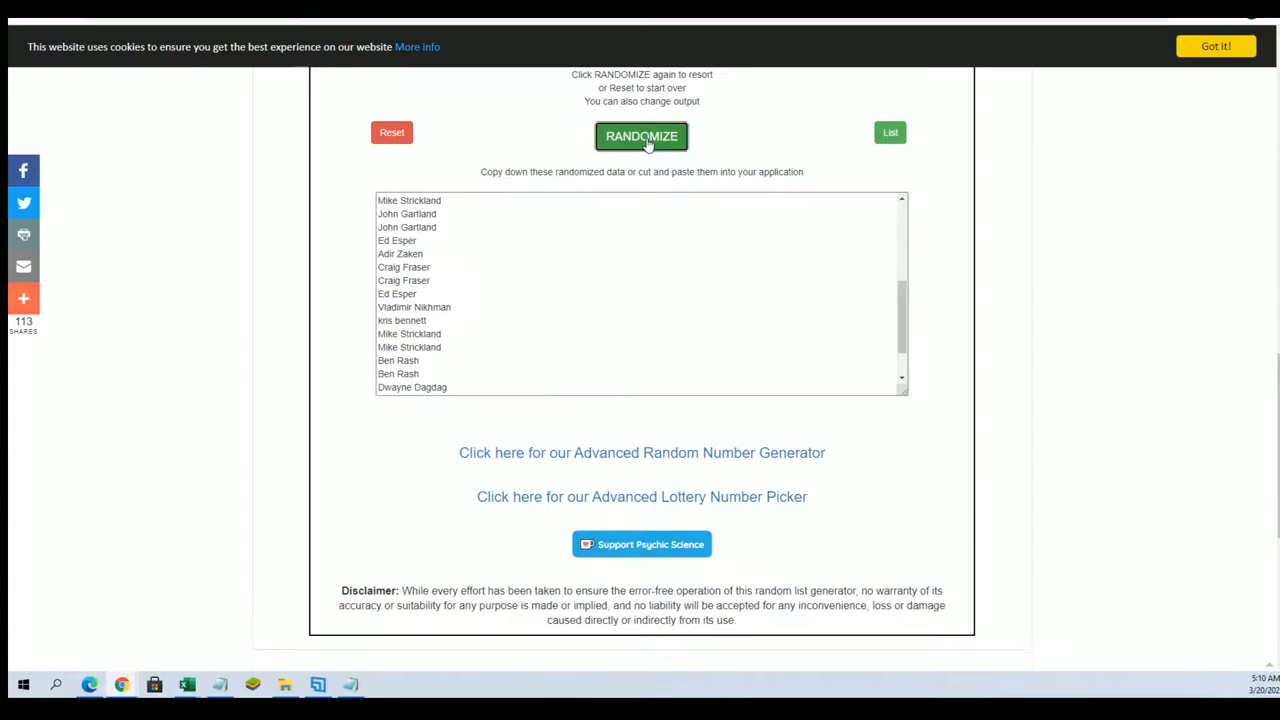 This website uses cookies to ensure you get the best experience on our website More info
Got it!
Click RANDOMIZE again to resort
or Reset to start over
You can also change output
Reset
RANDOMIZE
List
Copy down these randomized data or cut and paste them into your application
Mike Strickland
John Gartland
John Gartland
Ed Esper
Adir Zaken
Craig Fraser
Craig Fraser
Ed Esper
Vladimir Nikhman
kris bennett
Mike Strickland
Mike Strickland
Ben Rash
Ben Rash
Dwayne Dagdag
113
SHARES
Click here for our Advanced Random Number Generator
Click here for our Advanced Lottery Number Picker
Support Psychic Science
Disclaimer: While every effort has been taken to ensure the error-free operation of this random list generator, no warranty of its
accuracy or suitability for any purpose is made or implied, and no liability will be accepted for any inconvenience, loss or damage
caused directly or indirectly from its use.
5:10 AM
3/20/202